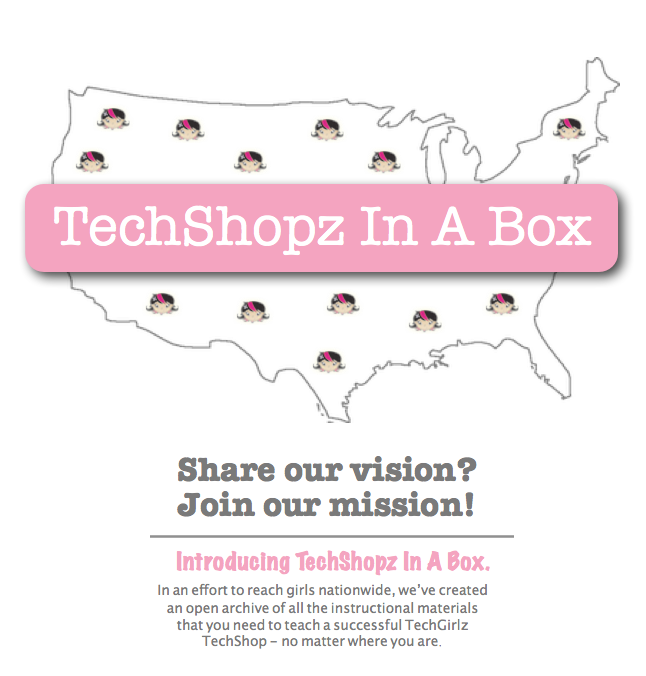 TechShopz In A Box
Share our vision?
Join our mission!
Introducing TechShopz In A Box.
In an effort to reach girls nationwide, we've created
an open archive of all the instructional materials
that you need to teach a successful TechGirlz
TechShop – no matter where you are.